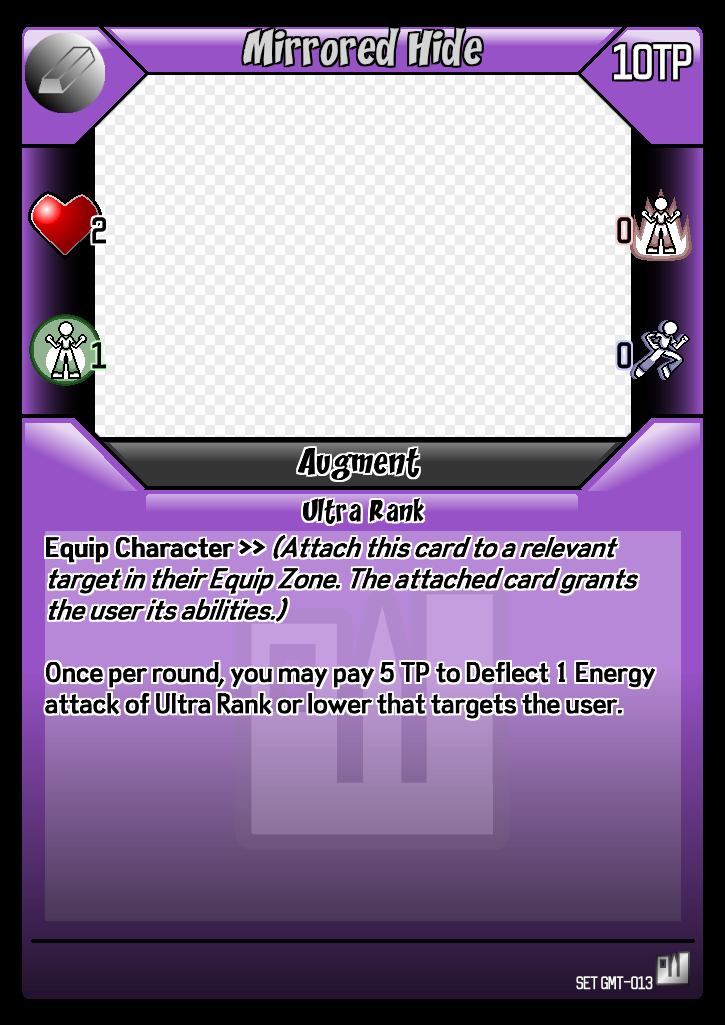 Mirrored Hide
10TP
2
0
1
0
Augment
Ultra Rank
Equip Character >> (Attach this card to a relevant
target in their Equip Zone. The attached card grants
the user its abilities.)
Once per round, you may pay 5 TP to Deflect 1 Energy
attack of Ultra Rank or lower that targets the user.
SET GMT-013